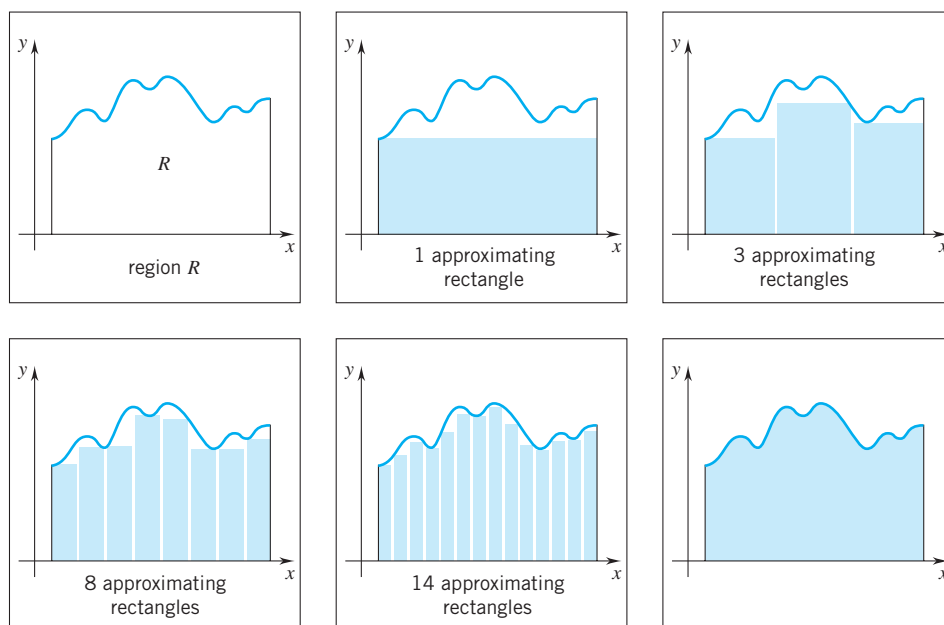 y
R
x
region R
y
x
1 approximating
rectangle
y
x
3 approximating
rectangles
y
x
8 approximating
rectangles
y
x
14 approximating
rectangles
y
x